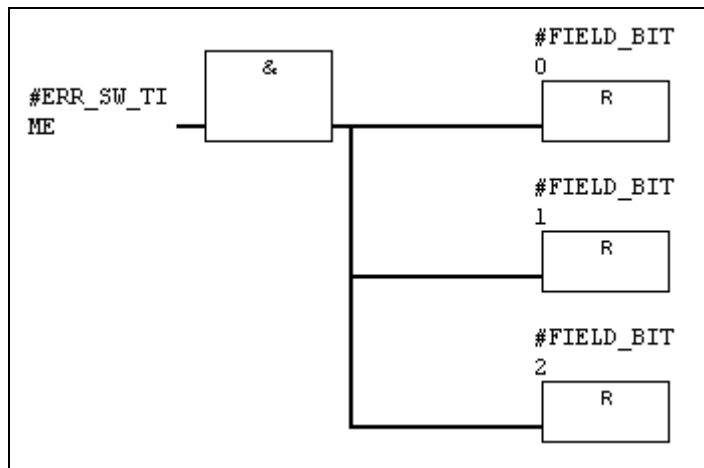 #FIELD_BIT
0
&
R
#ERR_SW_TI
ME
#FIELD_BIT
1
R
#FIELD_BIT
2
R